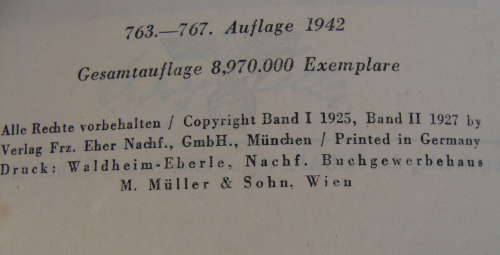 763.—767. Auflage 1942
Gesamtauflage 8,970.000 Exemplare
Alle Rechte vorbehalten / Copyright Band I 1925, Band II 1927 by
Verlag Frz. Eher Nachf., GmbH., München / Printed in Germany
Druck: Waldheim-Eberle, Nachf. Buchgewerbehaus
M. Müller & Sohn, Wien